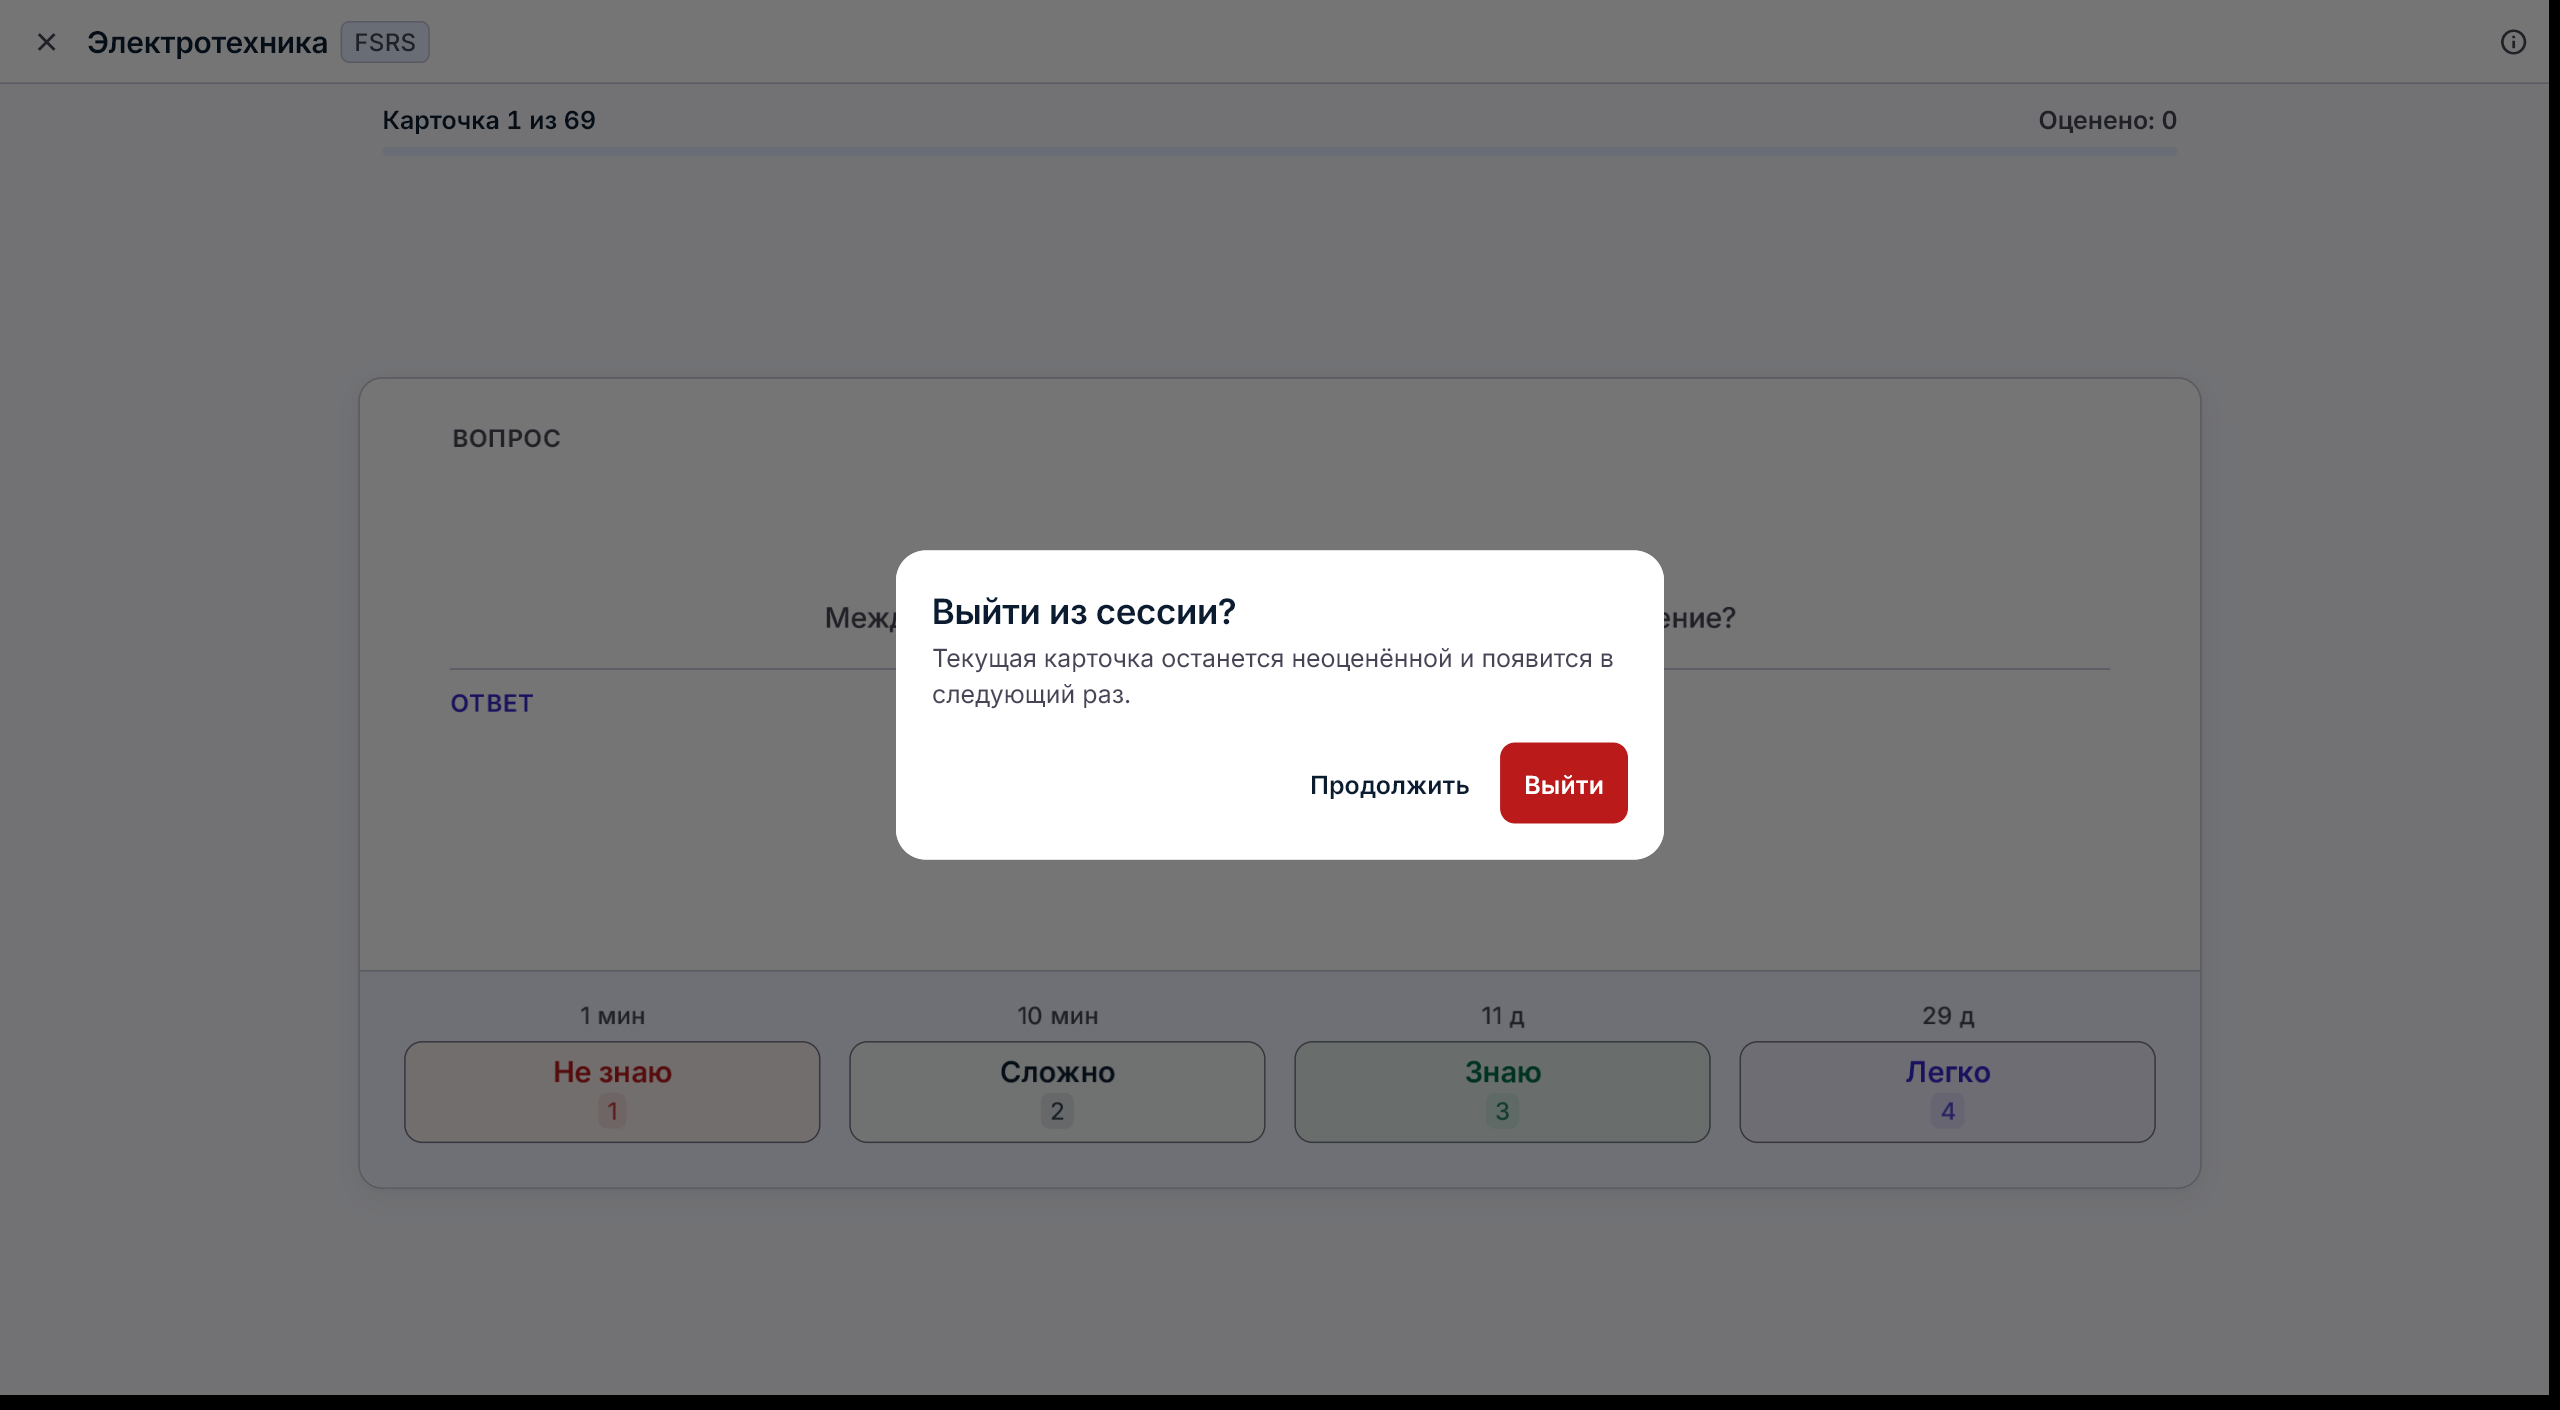 Электротехника FSRS
Карточка 1 из 69
Оценено: 0
ВОПРОС
Выйти из сессии?
Текущая карточка останется неоценённой и появится в
следующий раз.
Продолжить
Выйти
ОТВЕТ
1 мин
10 мин
11 д
29 д
Не знаю
1
Сложно
2
Знаю
3
Легко
4